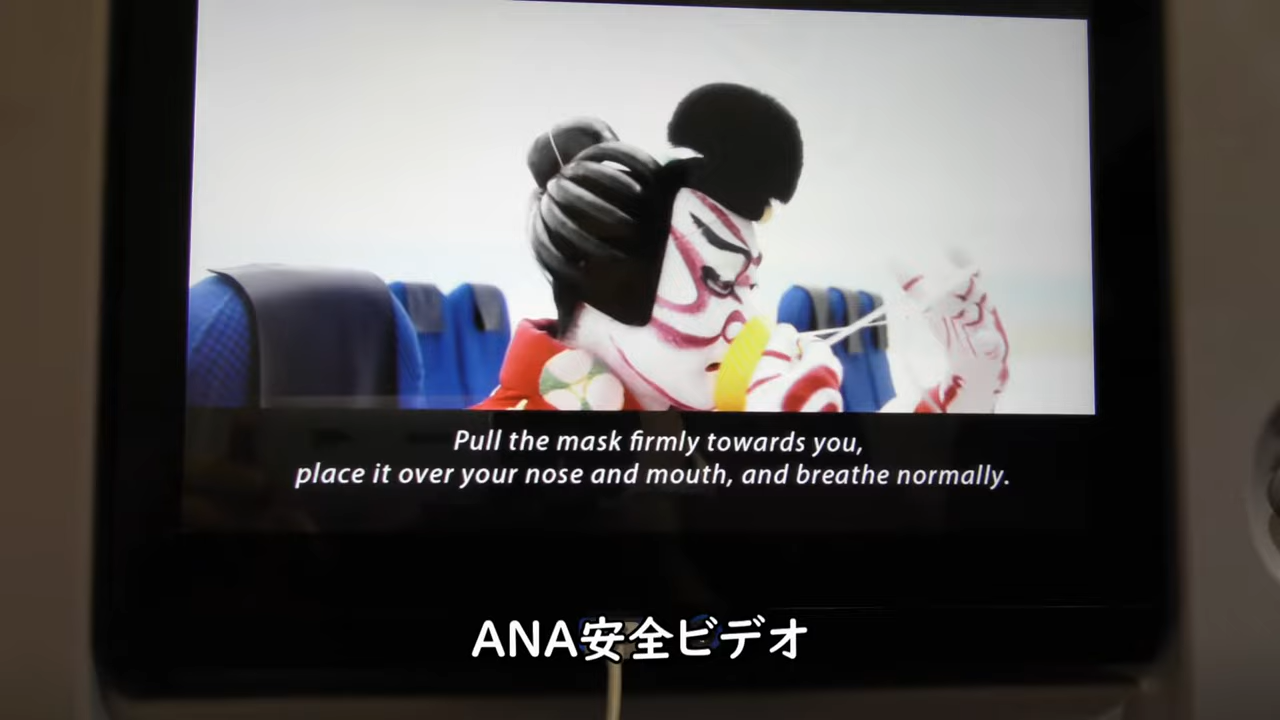 Pull the mask firmly towards you,
place it over your nose and mouth, and breathe normally.
ANA安全ビデオ